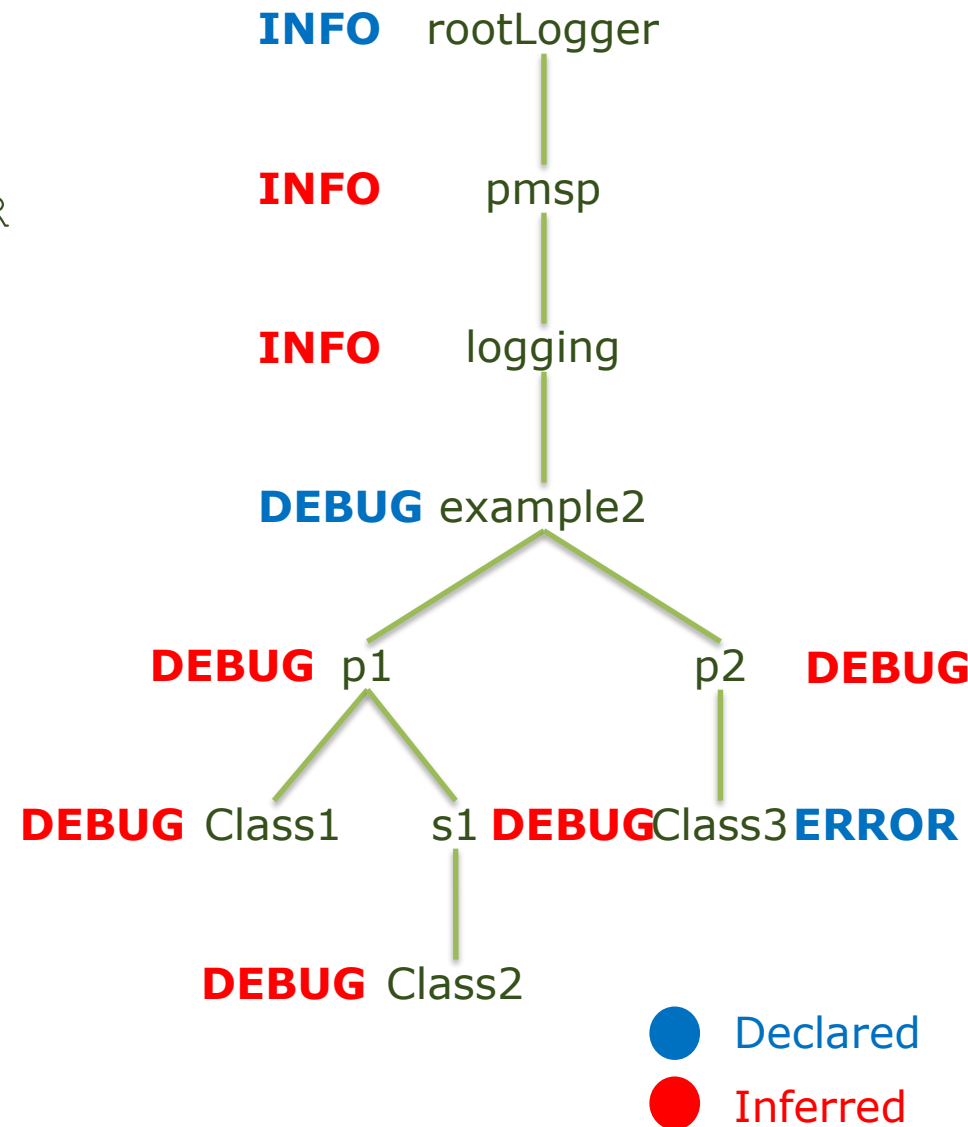 INFO rootLogger
INFO pmsp
R
INFO logging
DEBUG example2
DEBUG p1 p2 DEBUG
DEBUG Class1 s1 DEBUG Class3 ERROR
DEBUG Class2
Declared
Inferred